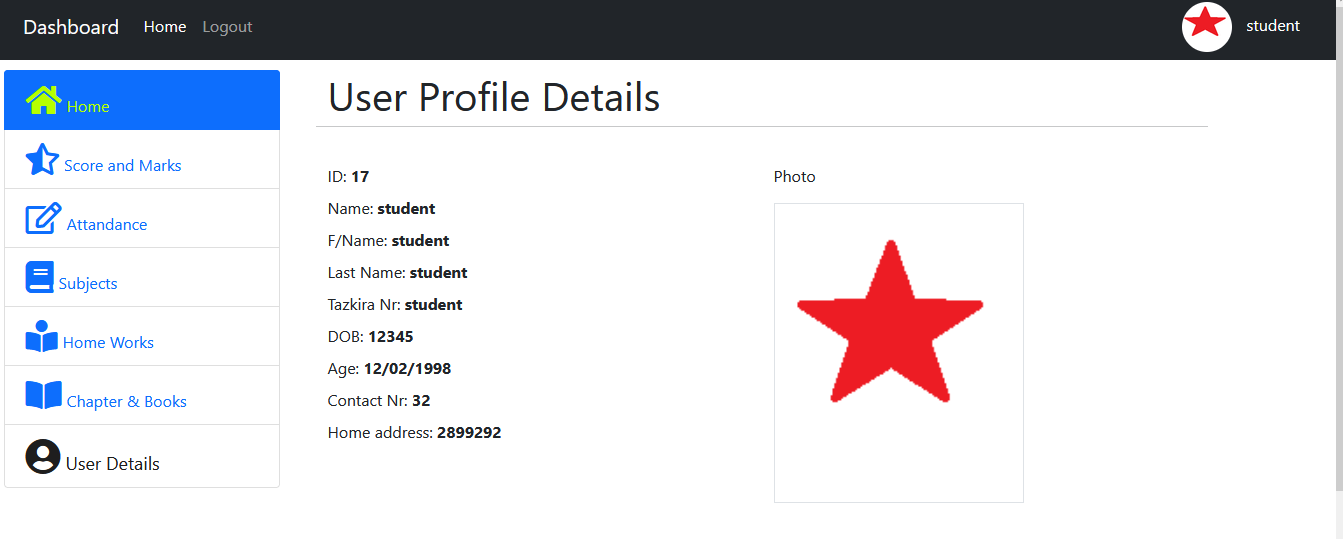 Dashboard Home Logout student
Home
Score and Marks
Attandance
Subjects
Home Works
Chapter & Books
User Details
User Profile Details
ID: 17
Name: student
F/Name: student
Last Name: student
Tazkira Nr: student
DOB: 12345
Age: 12/02/1998
Contact Nr: 32
Home address: 2899292
Photo